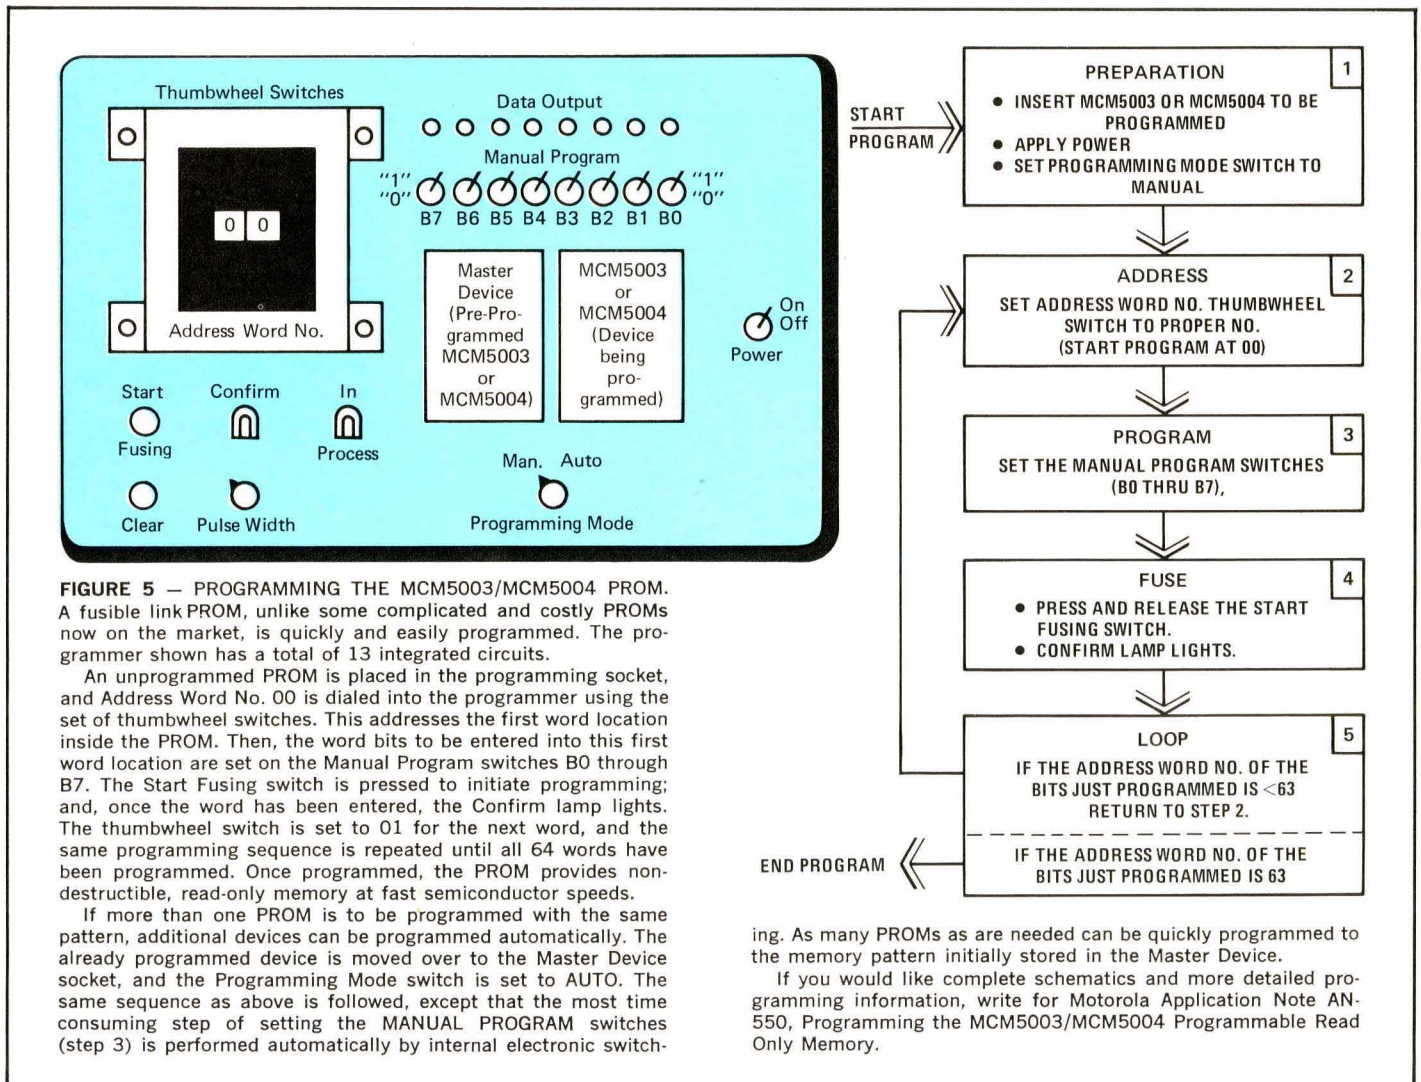 Thumbwheel Switches
0 0
Address Word No.
Data Output
Manual Program
"1" "1"
"0" "0"
B7 B6 B5 B4 B3 B2 B1 B0
Master
Device
(Pre-Pro-
grammed
MCM5003
or
MCM5004)
MCM5003
or
MCM5004
(Device
being
pro-
grammed)
On
Off
Power
Start
Fusing
Confirm
In
Process
Clear
Pulse Width
Man. Auto
Programming Mode
START
PROGRAM
1
PREPARATION
• INSERT MCM5003 OR MCM5004 TO BE
PROGRAMMED
• APPLY POWER
• SET PROGRAMMING MODE SWITCH TO
MANUAL
2
ADDRESS
SET ADDRESS WORD NO. THUMBWHEEL
SWITCH TO PROPER NO.
(START PROGRAM AT 00)
3
PROGRAM
SET THE MANUAL PROGRAM SWITCHES
(B0 THRU B7),
4
FUSE
• PRESS AND RELEASE THE START
FUSING SWITCH.
• CONFIRM LAMP LIGHTS.
5
LOOP
IF THE ADDRESS WORD NO. OF THE
BITS JUST PROGRAMMED IS <63
RETURN TO STEP 2.
IF THE ADDRESS WORD NO. OF THE
BITS JUST PROGRAMMED IS 63
END PROGRAM
FIGURE 5 — PROGRAMMING THE MCM5003/MCM5004 PROM.
A fusible link PROM, unlike some complicated and costly PROMs
now on the market, is quickly and easily programmed. The pro-
grammer shown has a total of 13 integrated circuits.
An unprogrammed PROM is placed in the programming socket,
and Address Word No. 00 is dialed into the programmer using the
set of thumbwheel switches. This addresses the first word location
inside the PROM. Then, the word bits to be entered into this first
word location are set on the Manual Program switches B0 through
B7. The Start Fusing switch is pressed to initiate programming;
and, once the word has been entered, the Confirm lamp lights.
The thumbwheel switch is set to 01 for the next word, and the
same programming sequence is repeated until all 64 words have
been programmed. Once programmed, the PROM provides non-
destructible, read-only memory at fast semiconductor speeds.
If more than one PROM is to be programmed with the same
pattern, additional devices can be programmed automatically. The
already programmed device is moved over to the Master Device
socket, and the Programming Mode switch is set to AUTO. The
same sequence as above is followed, except that the most time
consuming step of setting the MANUAL PROGRAM switches
(step 3) is performed automatically by internal electronic switch-
ing. As many PROMs as are needed can be quickly programmed to
the memory pattern initially stored in the Master Device.
If you would like complete schematics and more detailed pro-
gramming information, write for Motorola Application Note AN-
550, Programming the MCM5003/MCM5004 Programmable Read
Only Memory.